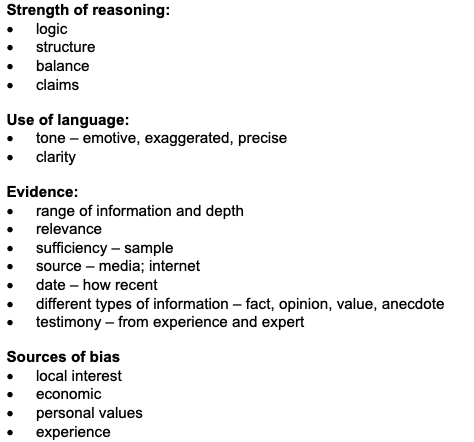 Strength of reasoning:
• logic
• structure
• balance
• claims
Use of language:
• tone – emotive, exaggerated, precise
• clarity
Evidence:
• range of information and depth
• relevance
• sufficiency – sample
• source – media; internet
• date – how recent
• different types of information – fact, opinion, value, anecdote
• testimony – from experience and expert
Sources of bias
• local interest
• economic
• personal values
• experience